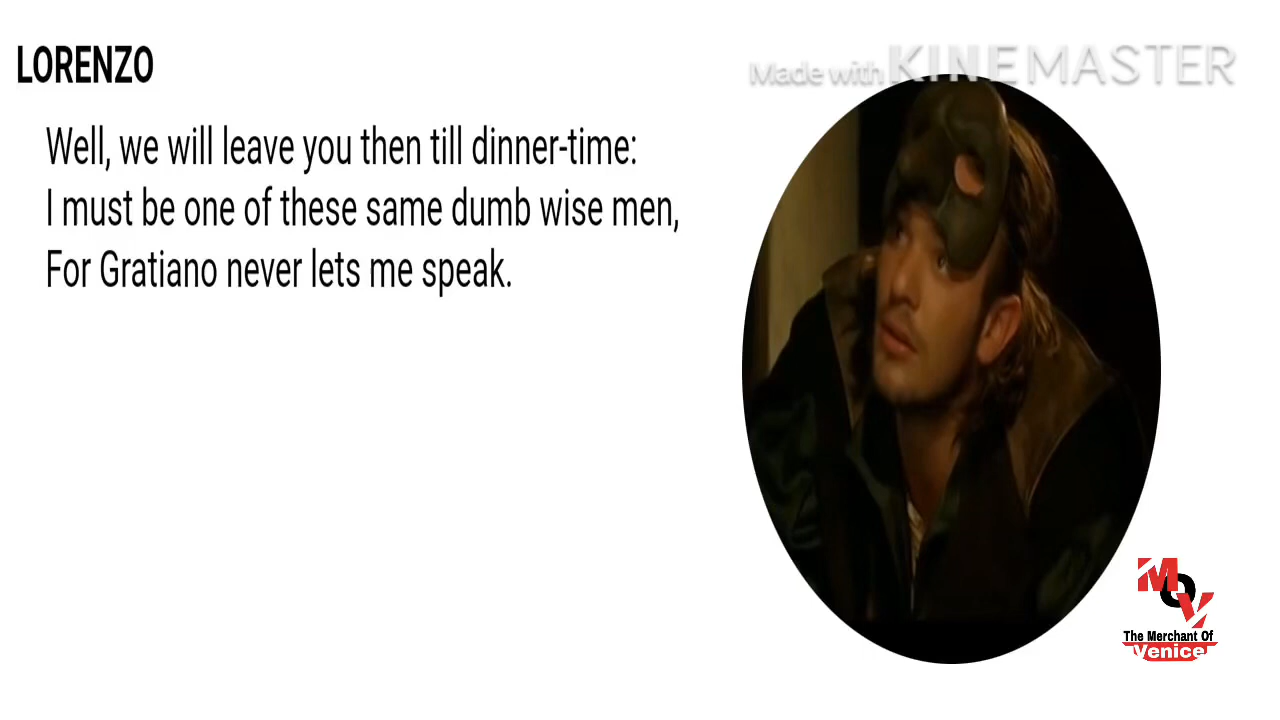 LORENZO
Made with KINEMASTER
Well, we will leave you then till dinner-time:
I must be one of these same dumb wise men,
For Gratiano never lets me speak.
MOV
The Merchant Of
Venice